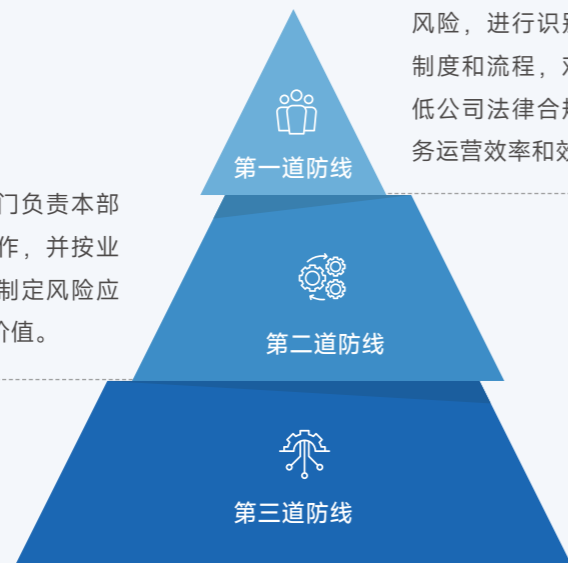 风险，进行识
制度和流程，
低公司法律合规
务运营效率和效
第一道防线
门负责本部
作，并按业
制定风险应
价值。
第二道防线
第三道防线